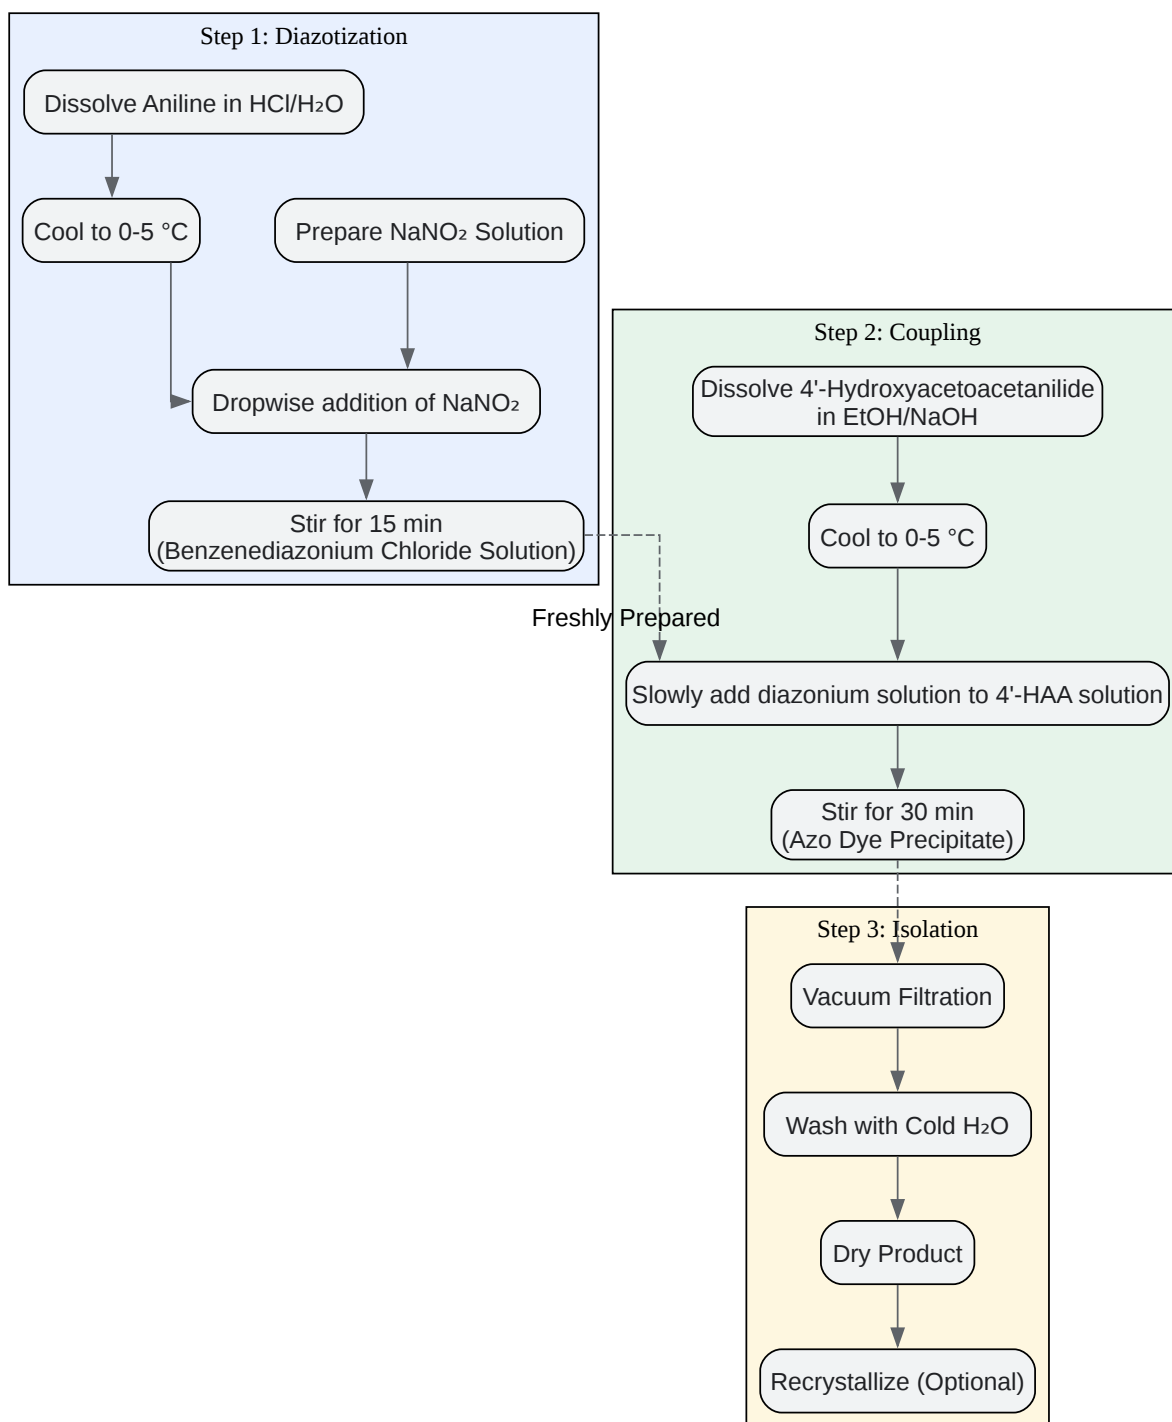 Step 1: Diazotization
Dissolve Aniline in HCl/H₂O
Cool to 0-5 °C
Prepare NaNO₂ Solution
Dropwise addition of NaNO₂
Stir for 15 min
(Benzenediazonium Chloride Solution)
Freshly Prepared
Step 2: Coupling
Dissolve 4'-Hydroxyacetoacetanilide
in EtOH/NaOH
Cool to 0-5 °C
Slowly add diazonium solution to 4'-HAA solution
Stir for 30 min
(Azo Dye Precipitate)
Step 3: Isolation
Vacuum Filtration
Wash with Cold H₂O
Dry Product
Recrystallize (Optional)